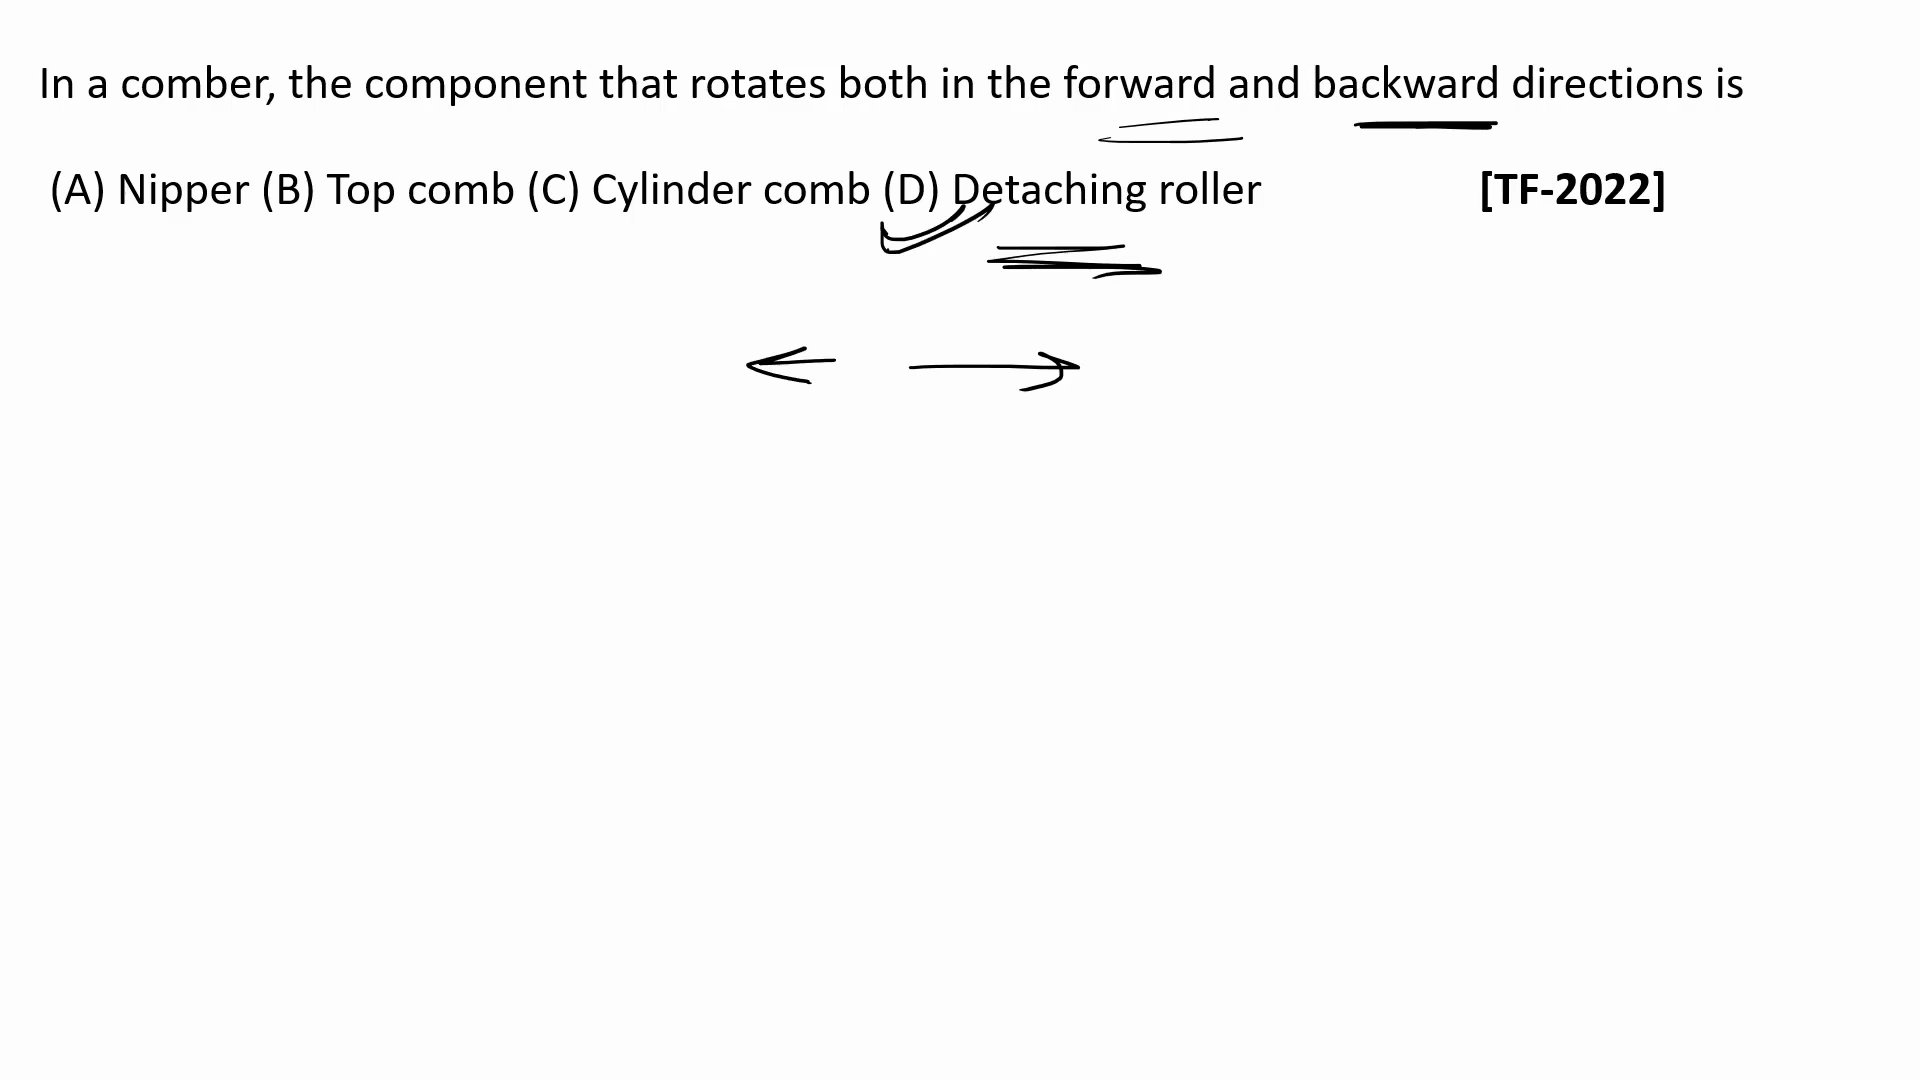 In a comber, the component that rotates both in the forward and backward directions is
(A) Nipper (B) Top comb (C) Cylinder comb (D) Detaching roller [TF-2022]